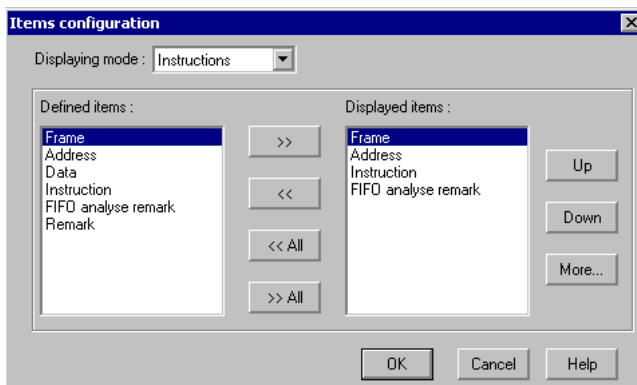 Items configuration
Displaying mode : Instructions
Defined items :
Displayed items :
Frame
Address
Data
Instruction
FIFO analyse remark
Remark
>>
<<
<< All
>> All
Frame
Address
Instruction
FIFO analyse remark
Up
Down
More...
OK
Cancel
Help